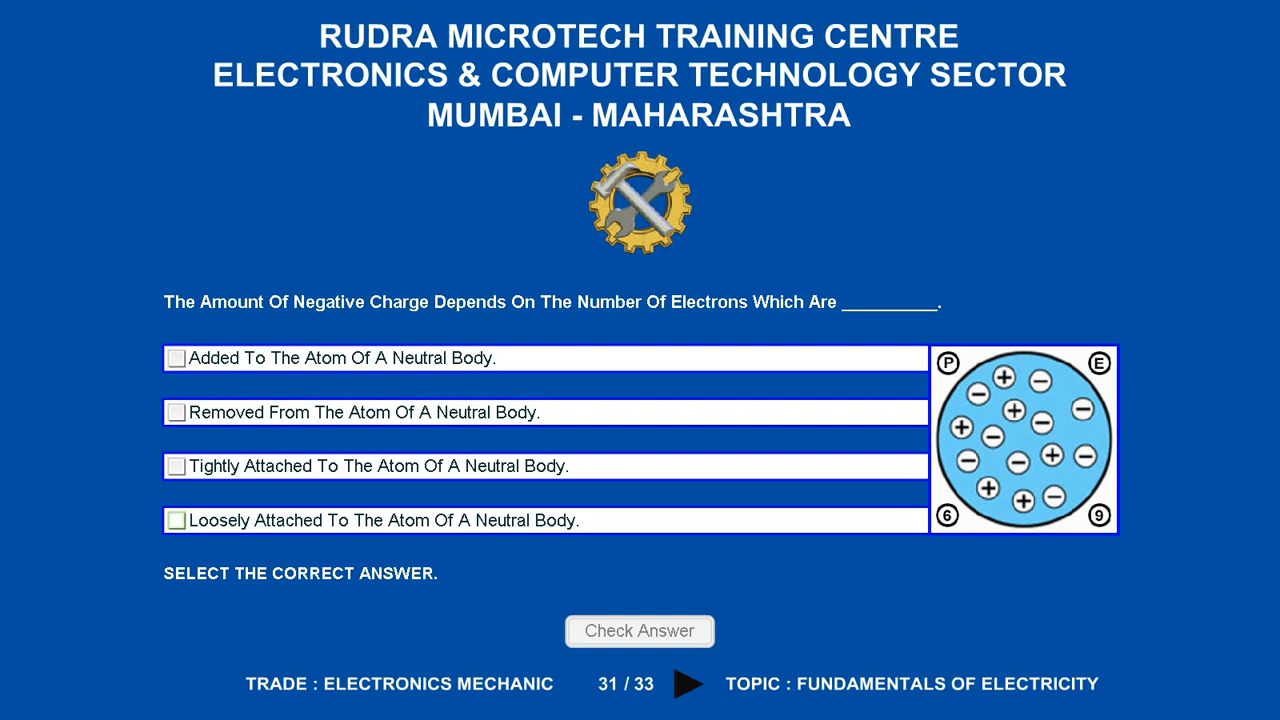 RUDRA MICROTECH TRAINING CENTRE
ELECTRONICS & COMPUTER TECHNOLOGY SECTOR
MUMBAI - MAHARASHTRA
The Amount Of Negative Charge Depends On The Number Of Electrons Which Are __________.
Added To The Atom Of A Neutral Body.
Removed From The Atom Of A Neutral Body.
Tightly Attached To The Atom Of A Neutral Body.
Loosely Attached To The Atom Of A Neutral Body.
P E
6 9
SELECT THE CORRECT ANSWER.
Check Answer
TRADE : ELECTRONICS MECHANIC 31 / 33 TOPIC : FUNDAMENTALS OF ELECTRICITY